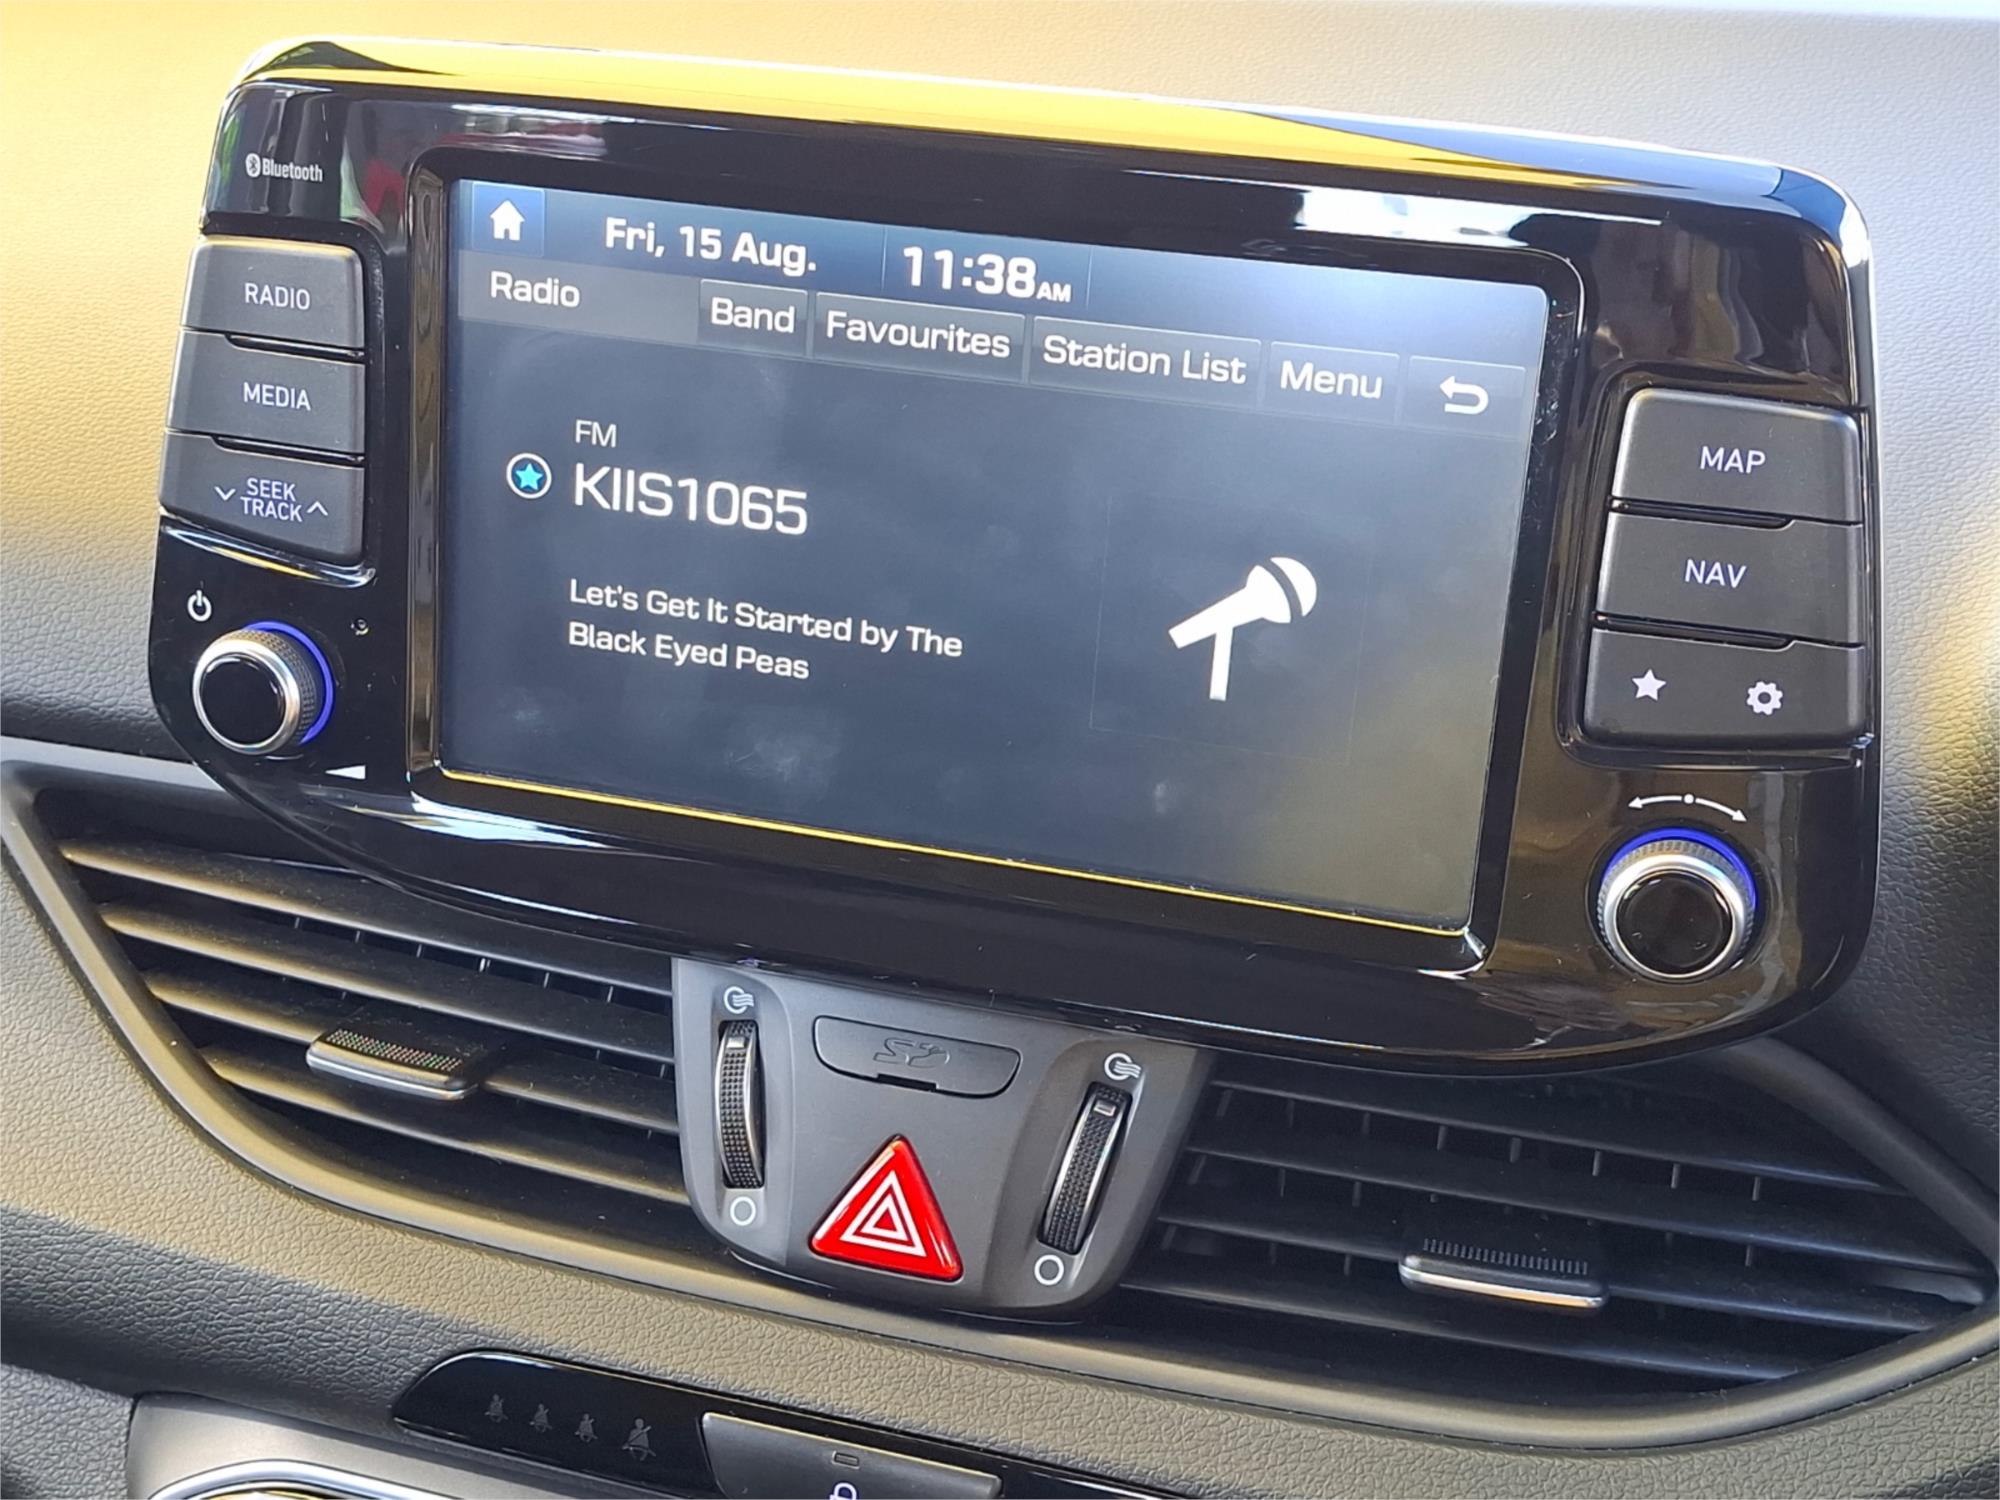 Bluetooth
Fri, 15 Aug. 11:38AM
Radio Band Favourites Station List Menu
RADIO
MEDIA
SEEK
TRACK
FM
KIIS1065
Let's Get It Started by The
Black Eyed Peas
MAP
NAV